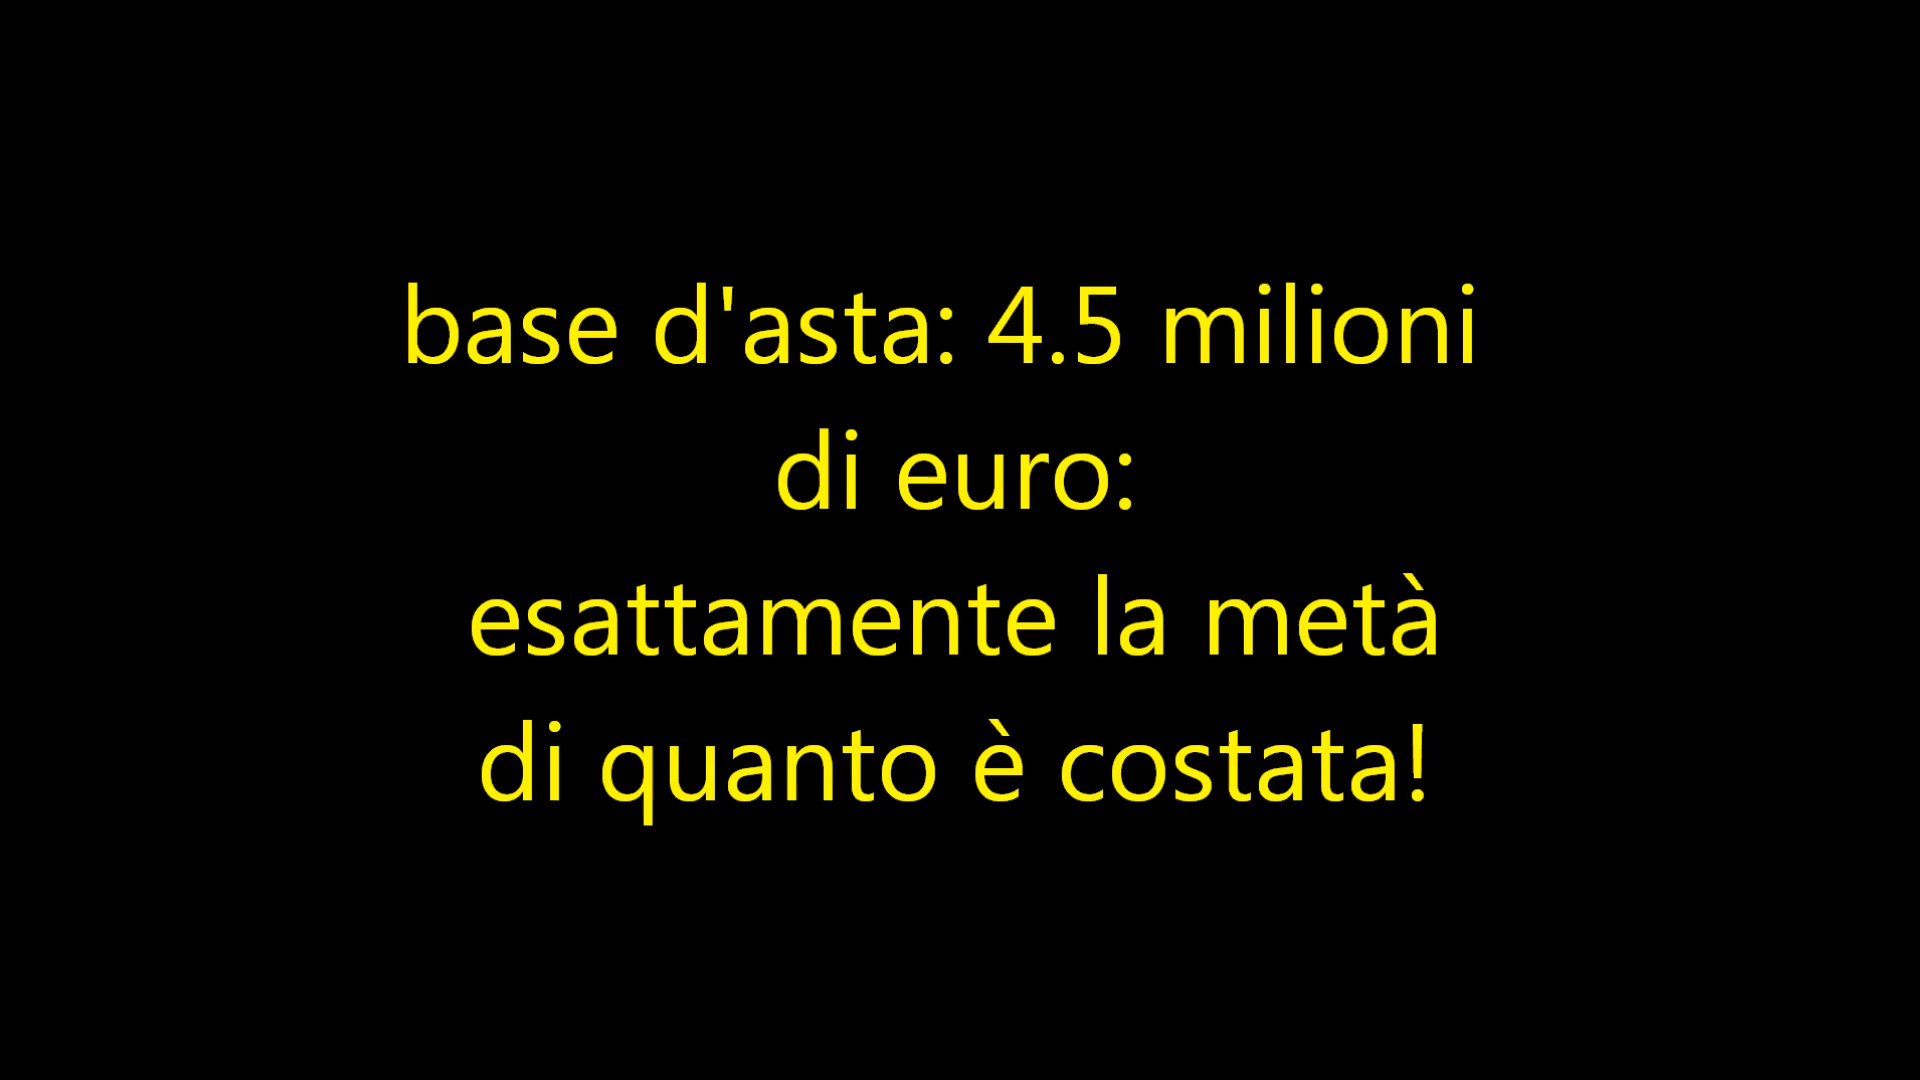 base d'asta: 4.5 milioni
di euro:
esattamente la metà
di quanto è costata!